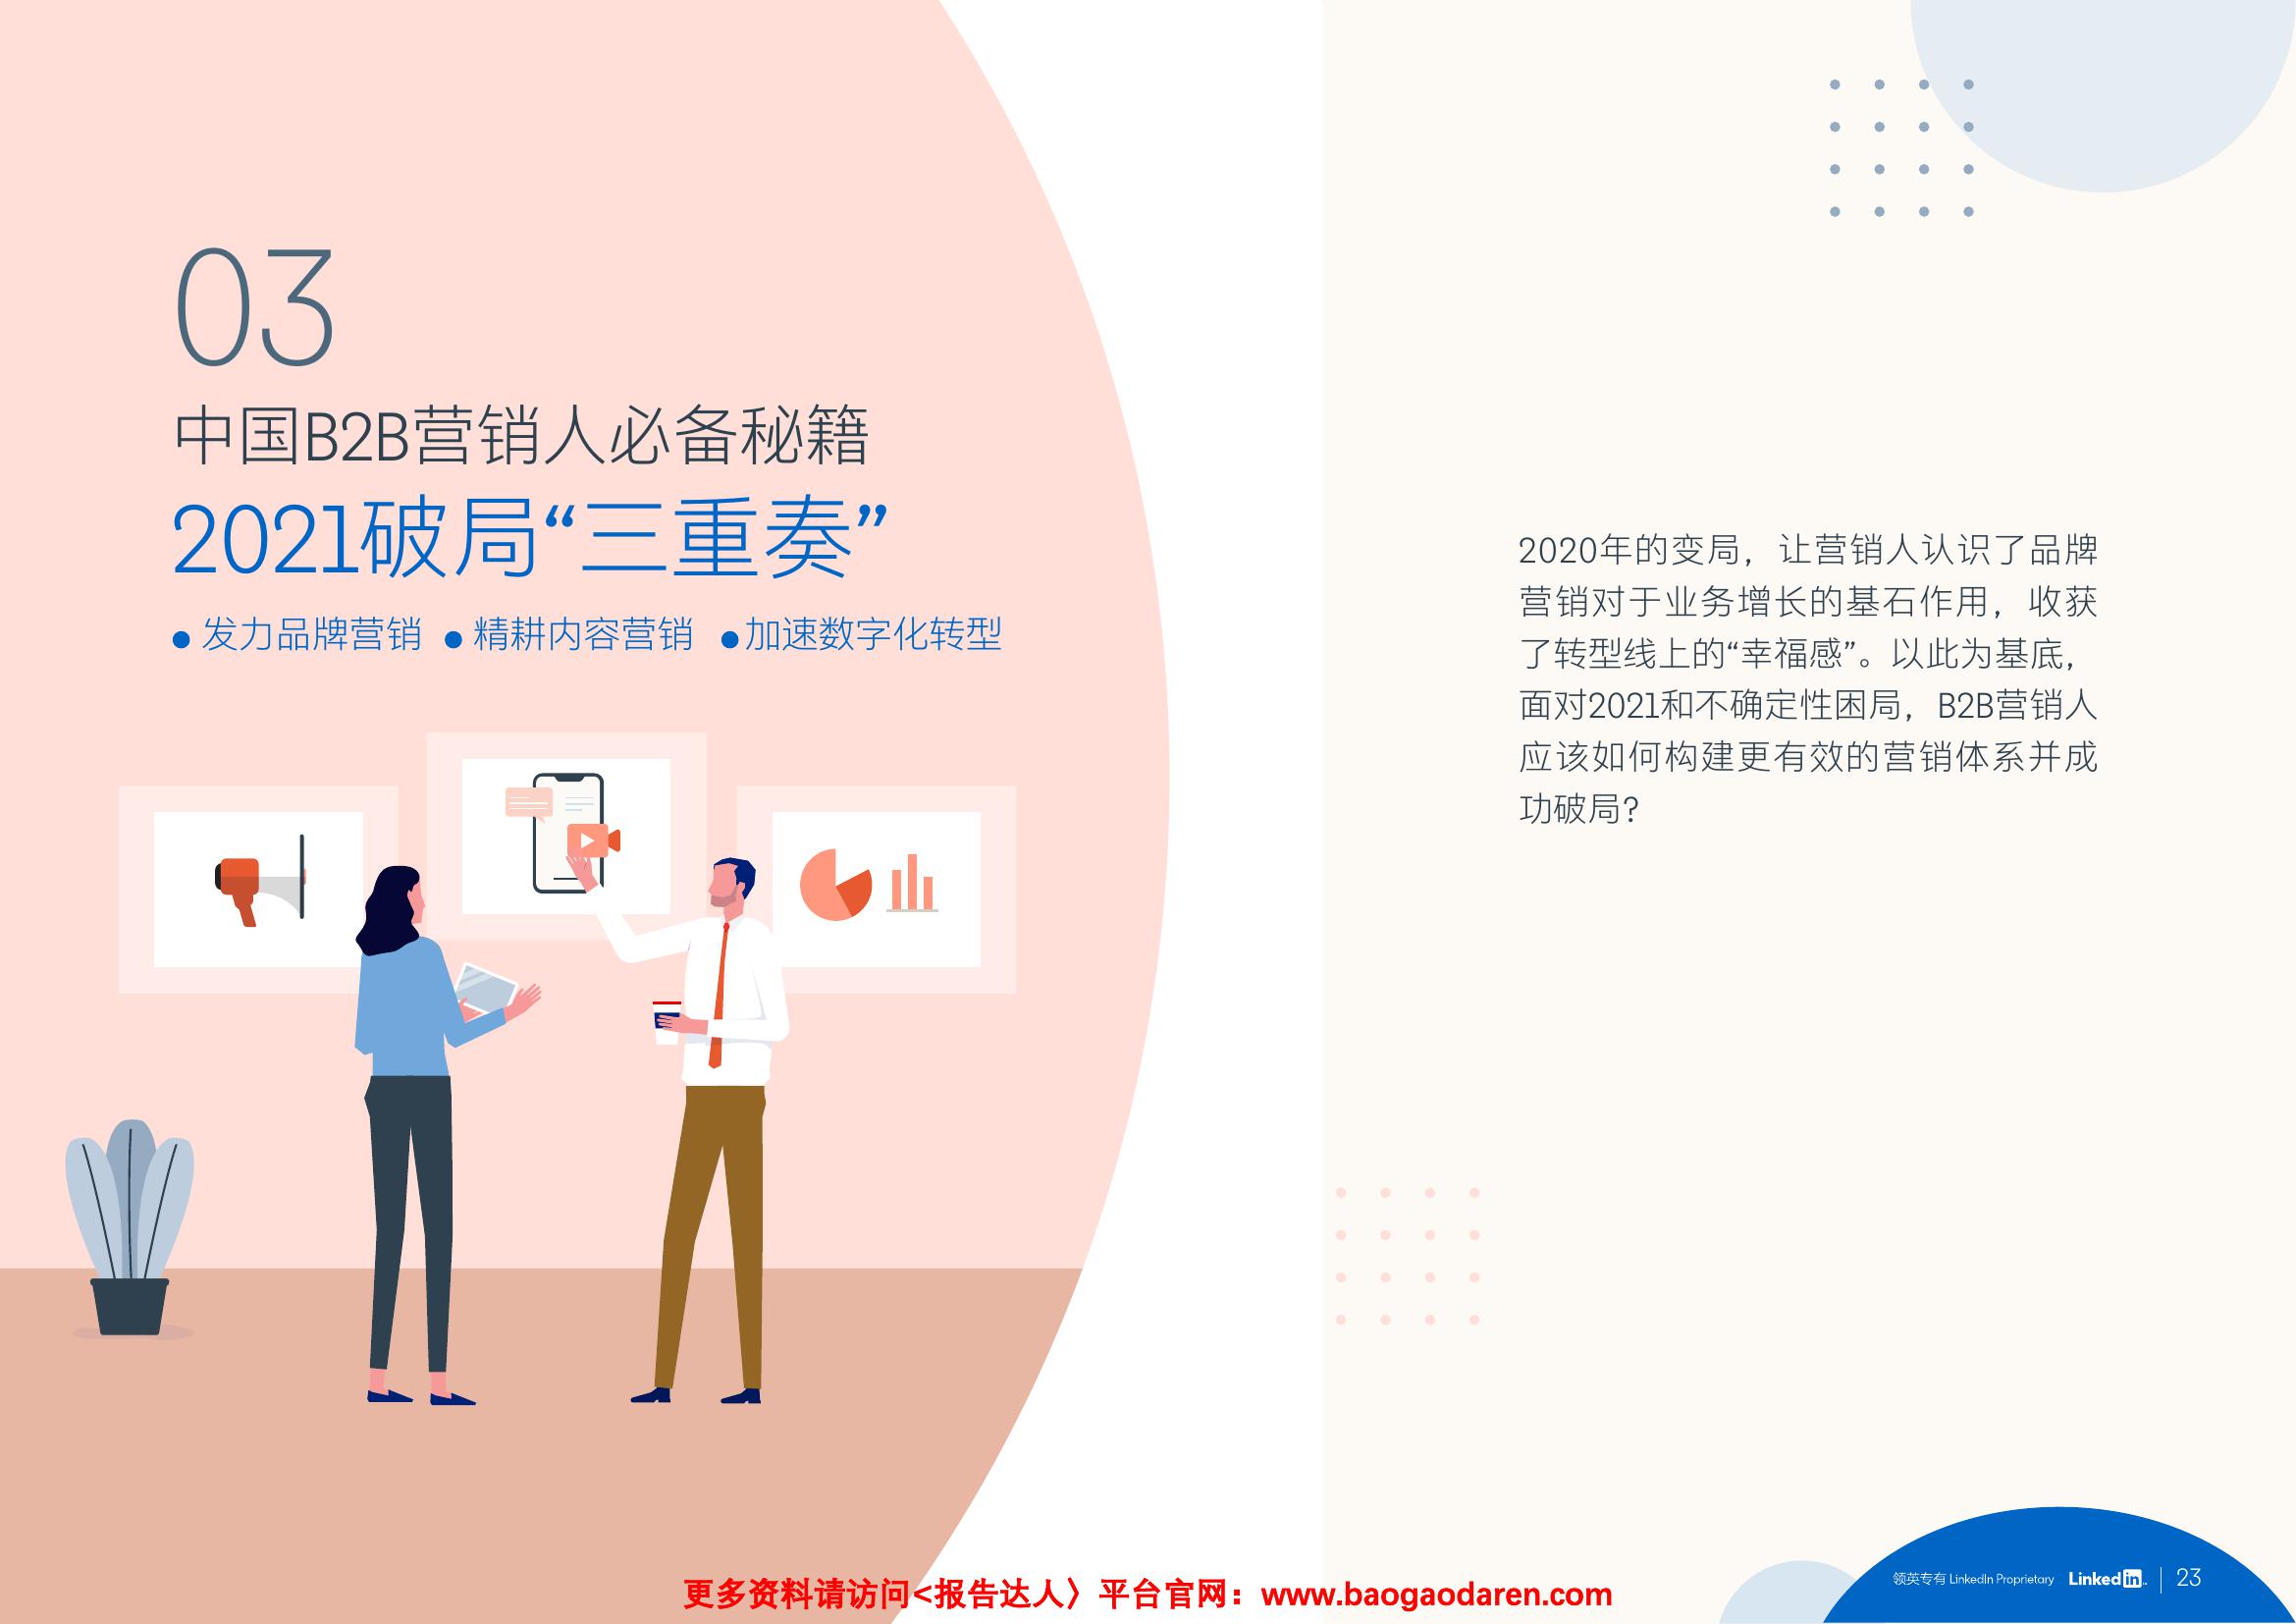 03
中国B2B营销人必备秘籍
2021破局“三重奏”
● 发力品牌营销 ● 精耕内容营销 ● 加速数字化转型
2020年的变局，让营销人认识了品牌
营销对于业务增长的基石作用，收获
了转型线上的“幸福感”。以此为基底，
面对2021和不确定性困局，B2B营销人
应该如何构建更有效的营销体系并成
功破局？
更多资料请访问<报告达人〉平台官网：www.baogaodaren.com
领英专有 LinkedIn Proprietary LinkedIn | 23